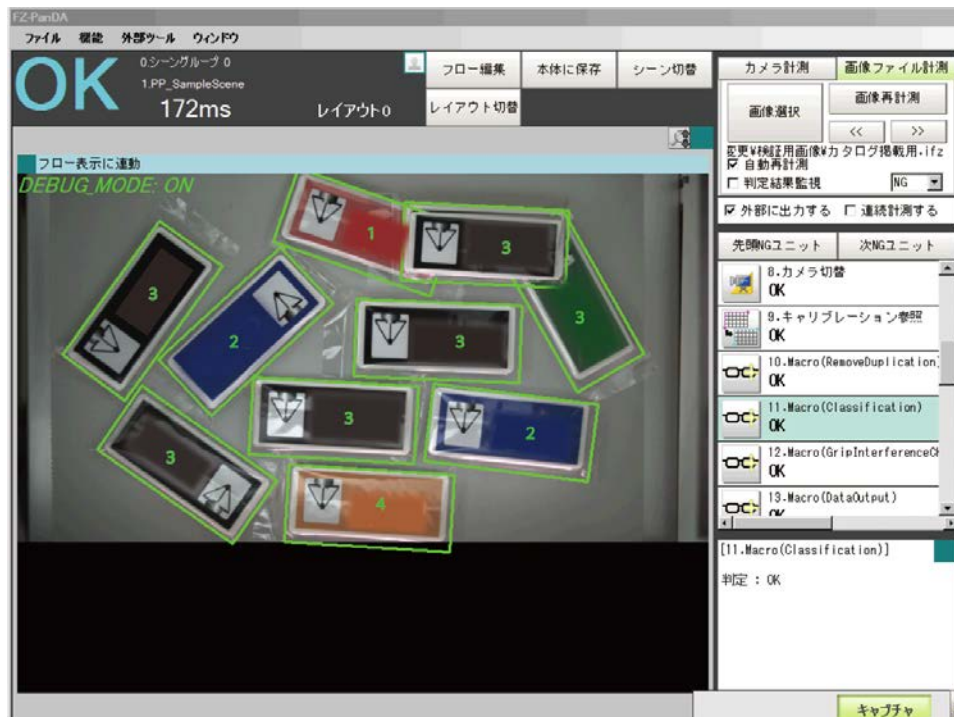 FZ-PanDA
ファイル 機能 外部ツール ウィンドウ
OK
0.シーングループ 0
1.PP_SampleScene
172ms
レイアウト0
フロー編集
本体に保存
シーン切替
レイアウト切替
カメラ計測
画像ファイル計測
画像選択
画像再計測
<<
>>
変更¥検証用画像¥カタログ掲載用.ifz
自動再計測
判定結果監視
NG
外部に出力する
連続計測する
先頭NGユニット
次NGユニット
フロー表示に連動
DEBUG_MODE: ON
1
3
3
3
2
3
3
2
3
4
8.カメラ切替
OK
9.キャリブレーション参照
OK
10.Macro(RemoveDuplication)
OK
11.Macro(Classification)
OK
12.Macro(GripInterferenceCh
OK
13.Macro(DataOutput)
OK
[11.Macro(Classification)]
判定 : OK
キャプチャ